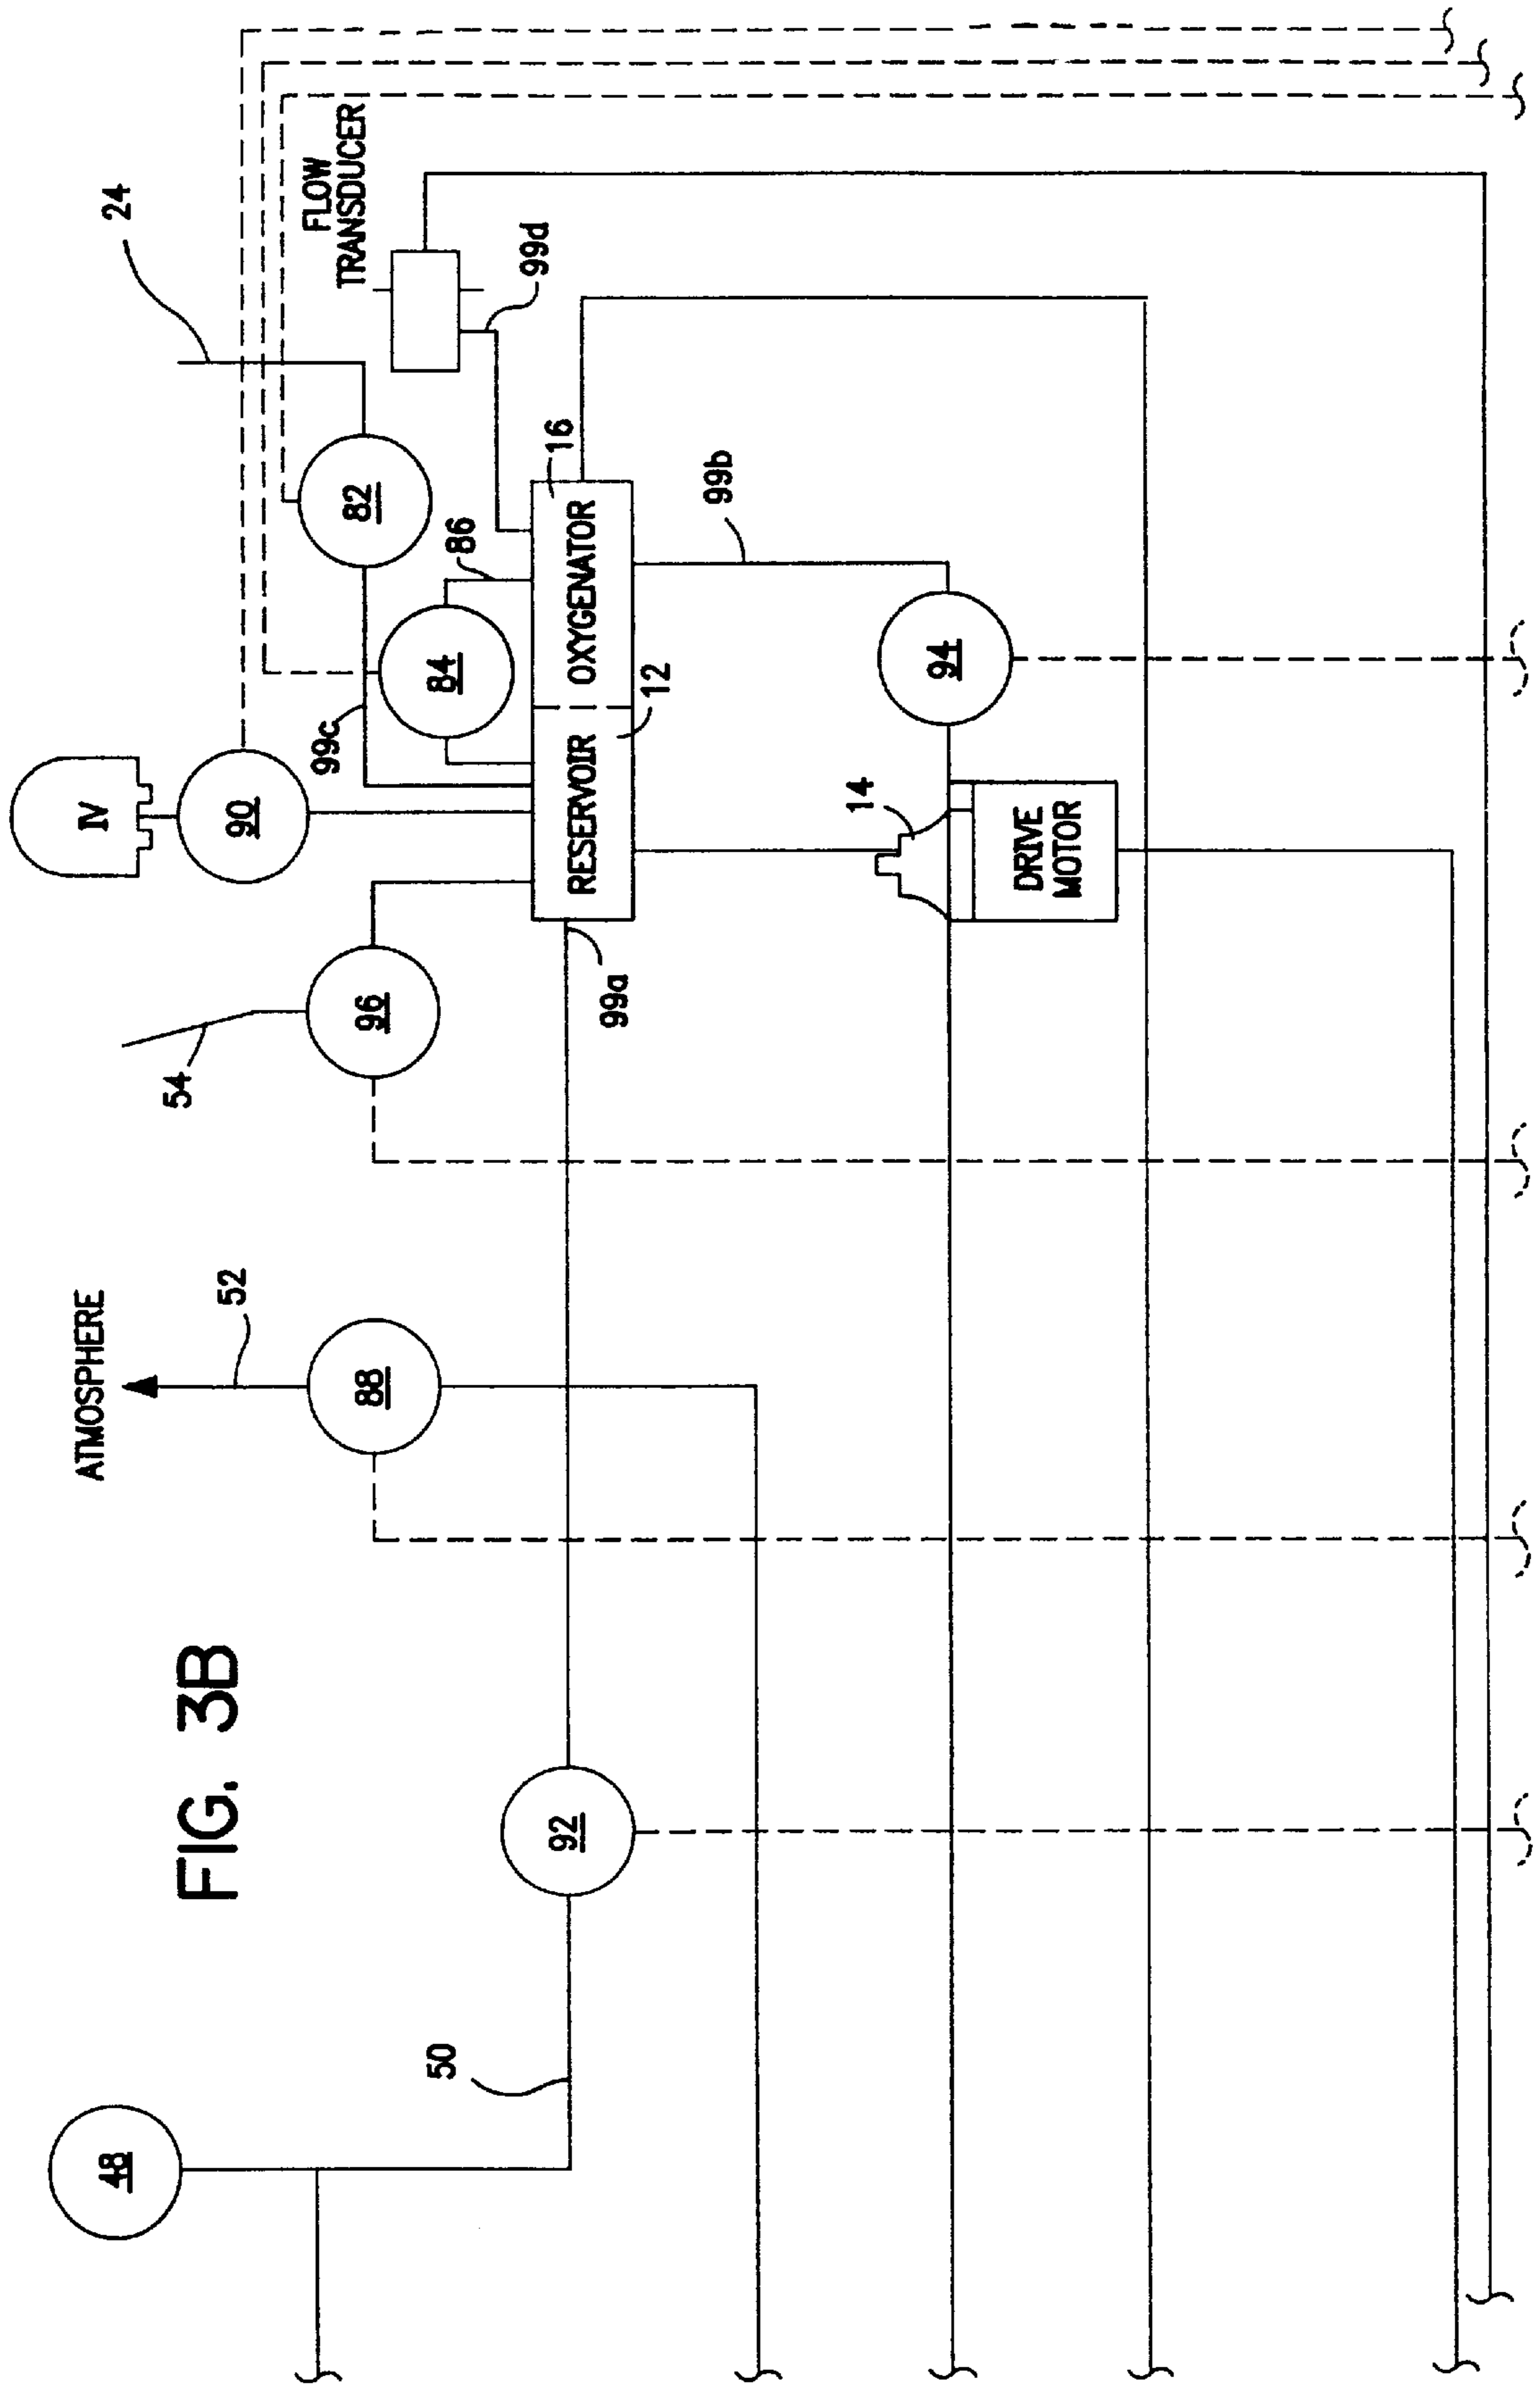 FIG. 3B
48
50
92
ATMOSPHERE
52
88
54
96
IV
90
99c
84
86
82
24
FLOW
TRANSDUCER
99d
99a
RESERVOIR
12
OXYGENATOR
16
99b
94
14
DRIVE
MOTOR